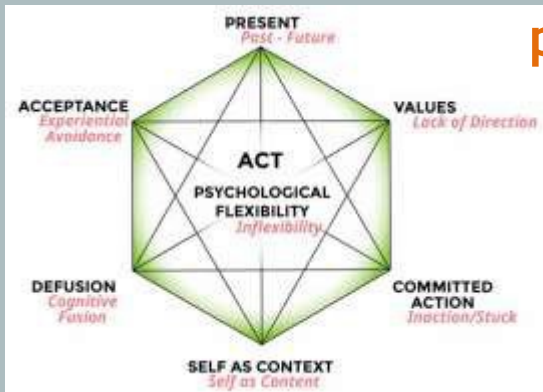 PRESENT
Past - Future
p
ACCEPTANCE
Experiential
Avoidance
VALUES
Lack of Direction
ACT
PSYCHOLOGICAL
FLEXIBILITY
Inflexibility
DEFUSION
Cognitive
Fusion
COMMITTED
ACTION
Inaction/Stuck
SELF AS CONTEXT
Self as Content